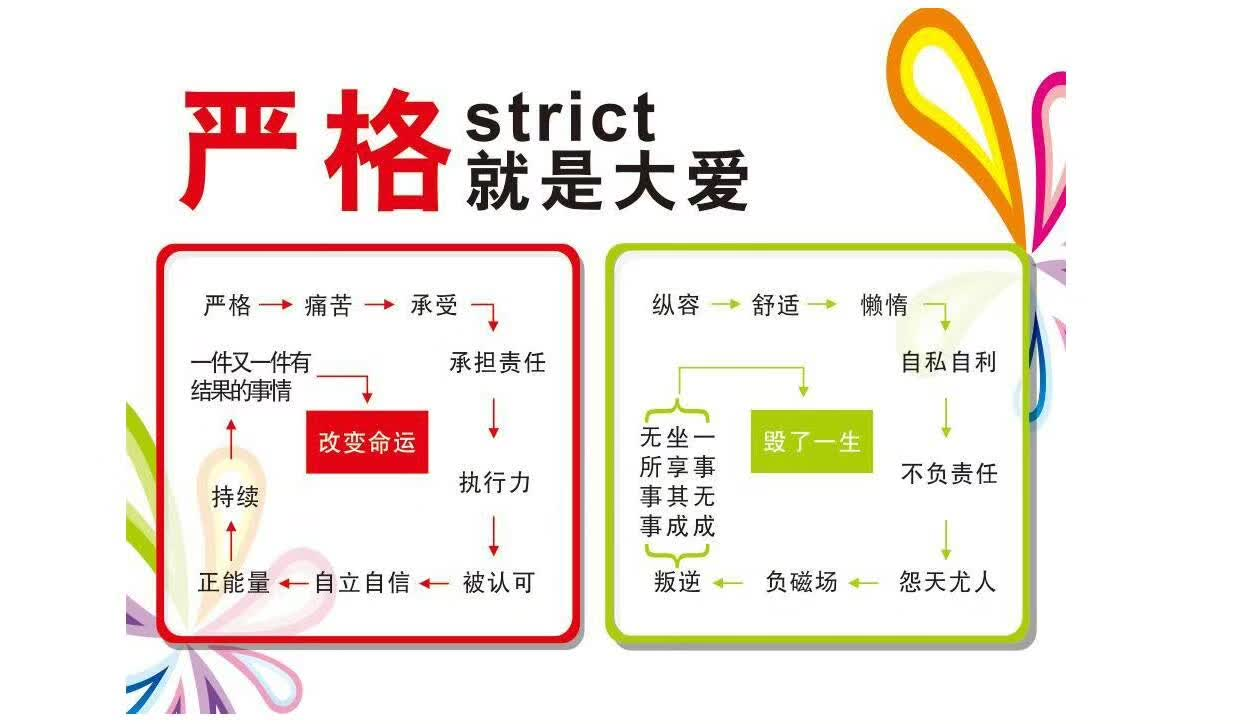 严格
strict
就是大爱
严格
痛苦
承受
承担责任
执行力
被认可
自立自信
正能量
持续
一件又一件有
结果的事情
改变命运
纵容
舒适
懒惰
自私自利
不负责任
怨天尤人
负磁场
叛逆
无所事事
坐享其成
一事无成
毁了一生